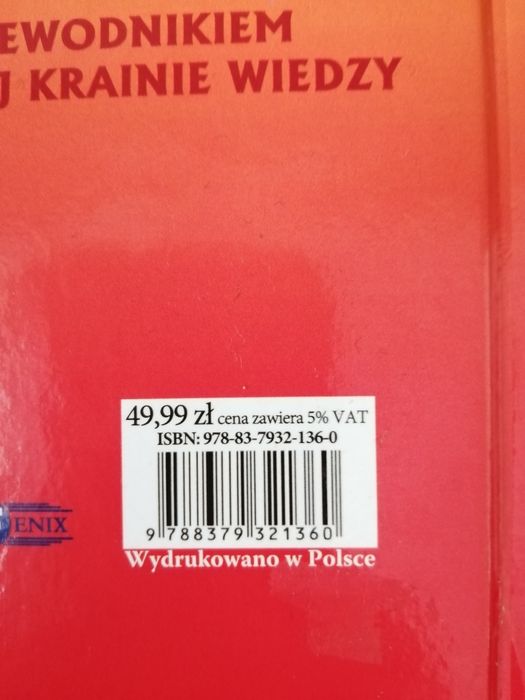 EWODNIKIEM
J KRAINIE WIEDZY
49,99 zł cena zawiera 5% VAT
ISBN: 978-83-7932-136-0
9 788379 321360
ENIX
Wydrukowano w Polsce